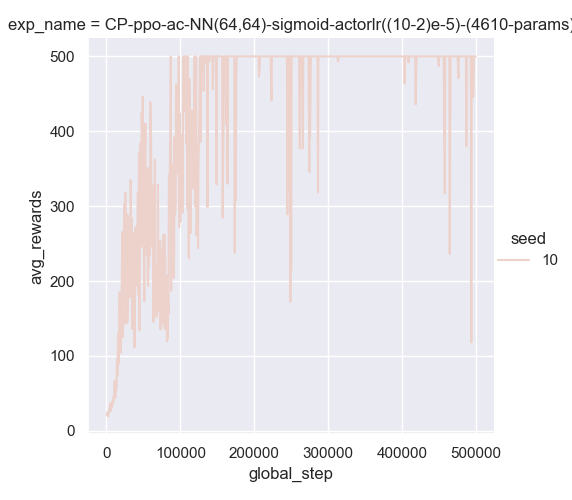 exp_name = CP-ppo-ac-NN(64,64)-sigmoid-actorlr((10-2)e-5)-(4610-params)
500
400
300
200
100
0
avg_rewards
0 100000 200000 300000 400000 500000
global_step
seed
10